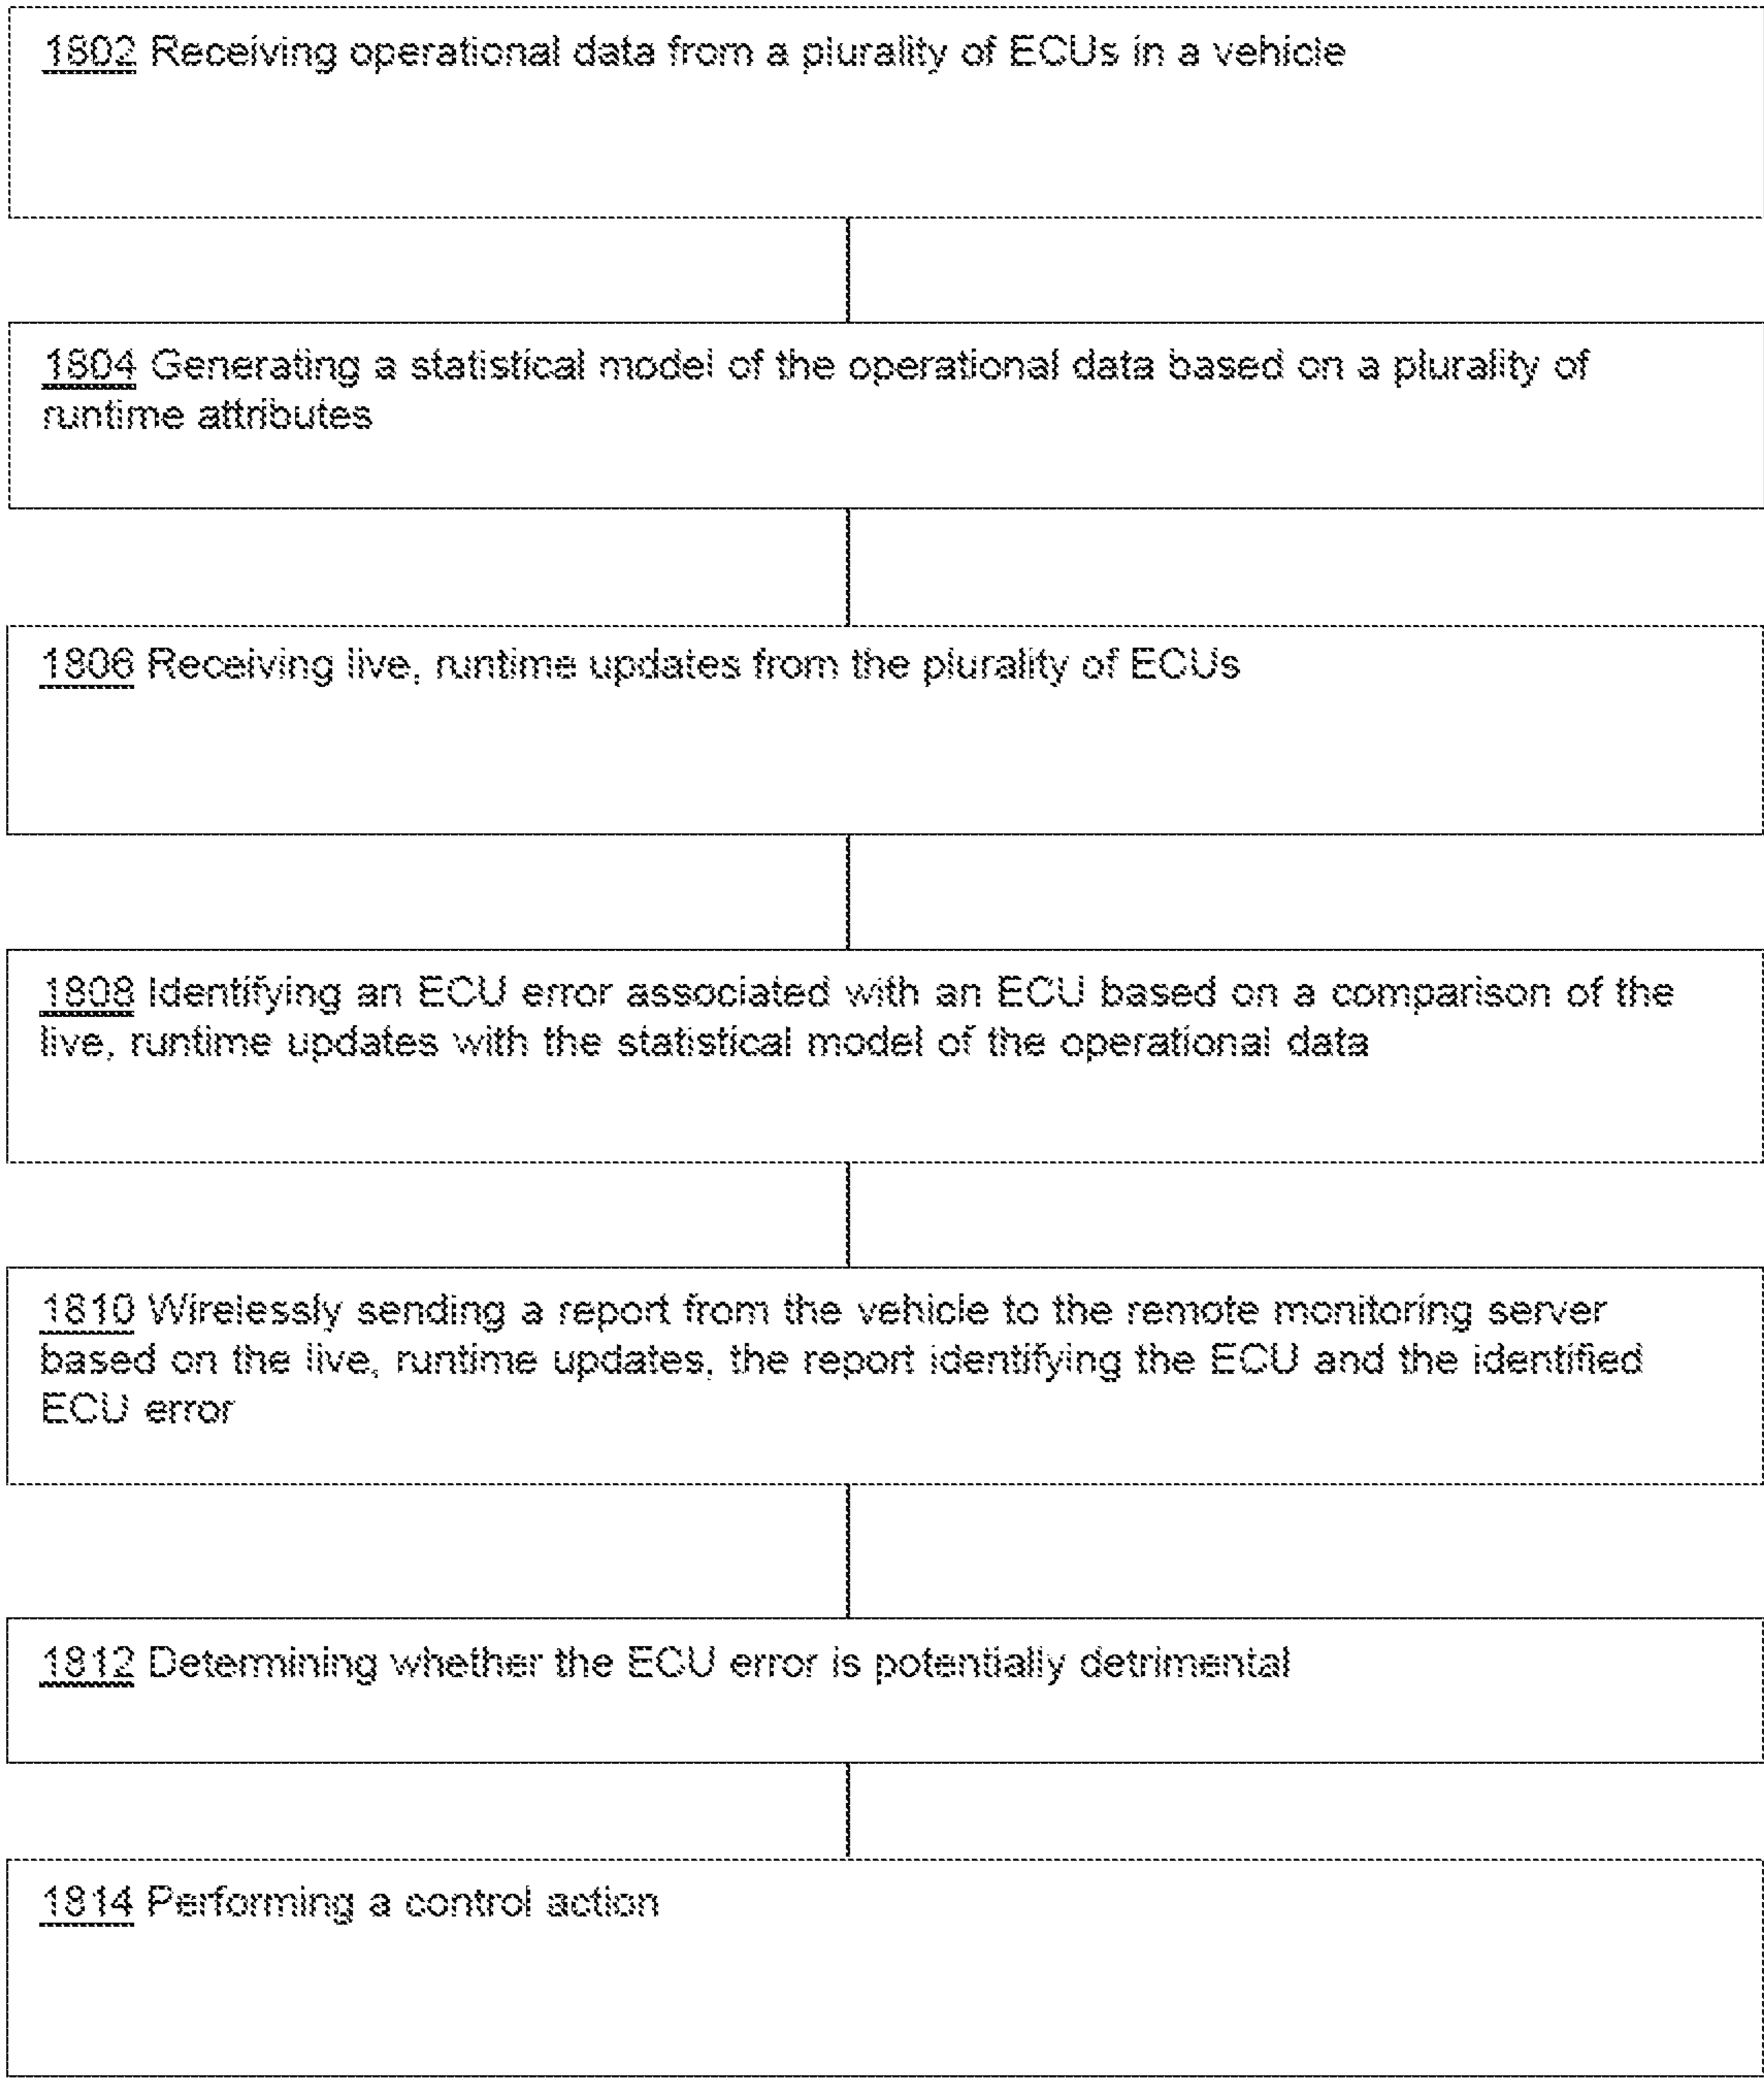 1802 Receiving operational data from a plurality of ECUs in a vehicle
1804 Generating a statistical model of the operational data based on a plurality of
runtime attributes
1806 Receiving live, runtime updates from the plurality of ECUs
1808 Identifying an ECU error associated with an ECU based on a comparison of the
live, runtime updates with the statistical model of the operational data
1810 Wirelessly sending a report from the vehicle to the remote monitoring server
based on the live, runtime updates, the report identifying the ECU and the identified
ECU error
1812 Determining whether the ECU error is potentially detrimental
1814 Performing a control action